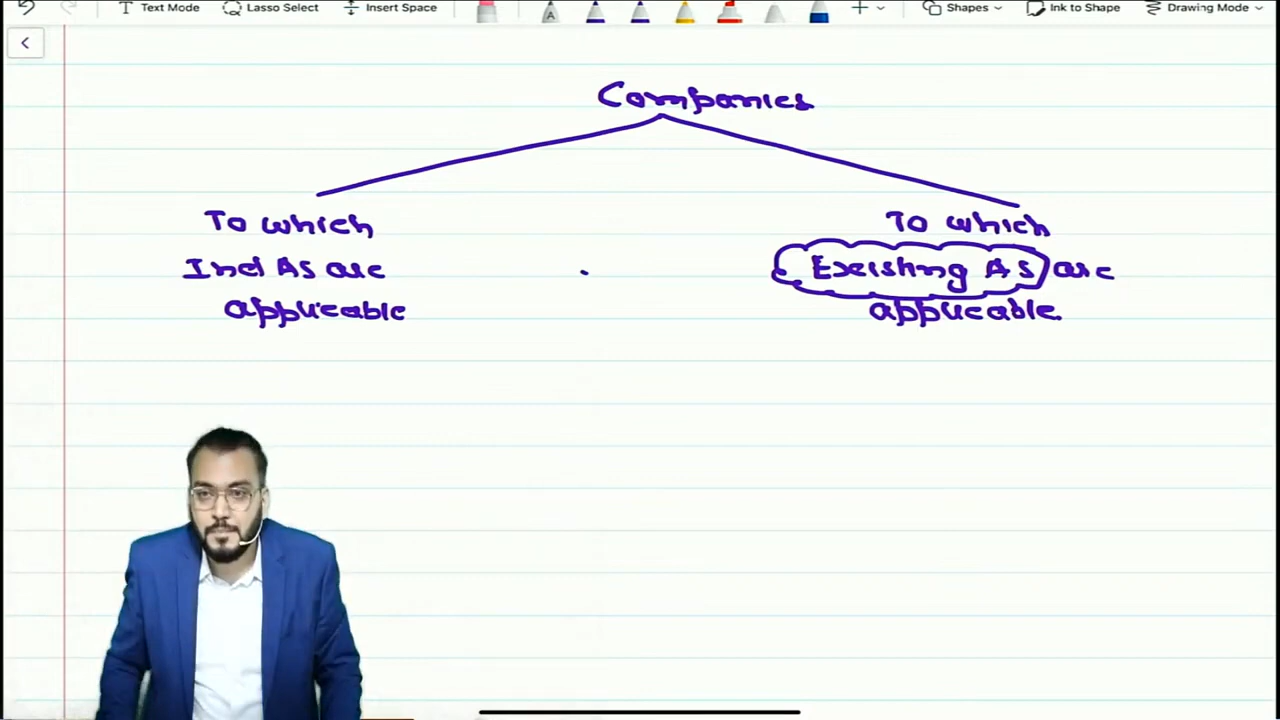 Text Mode Lasso Select Insert Space A Shapes Ink to Shape Drawing Mode
Companies
To which
Ind AS are
applicable
To which
Existing AS are
applicable.